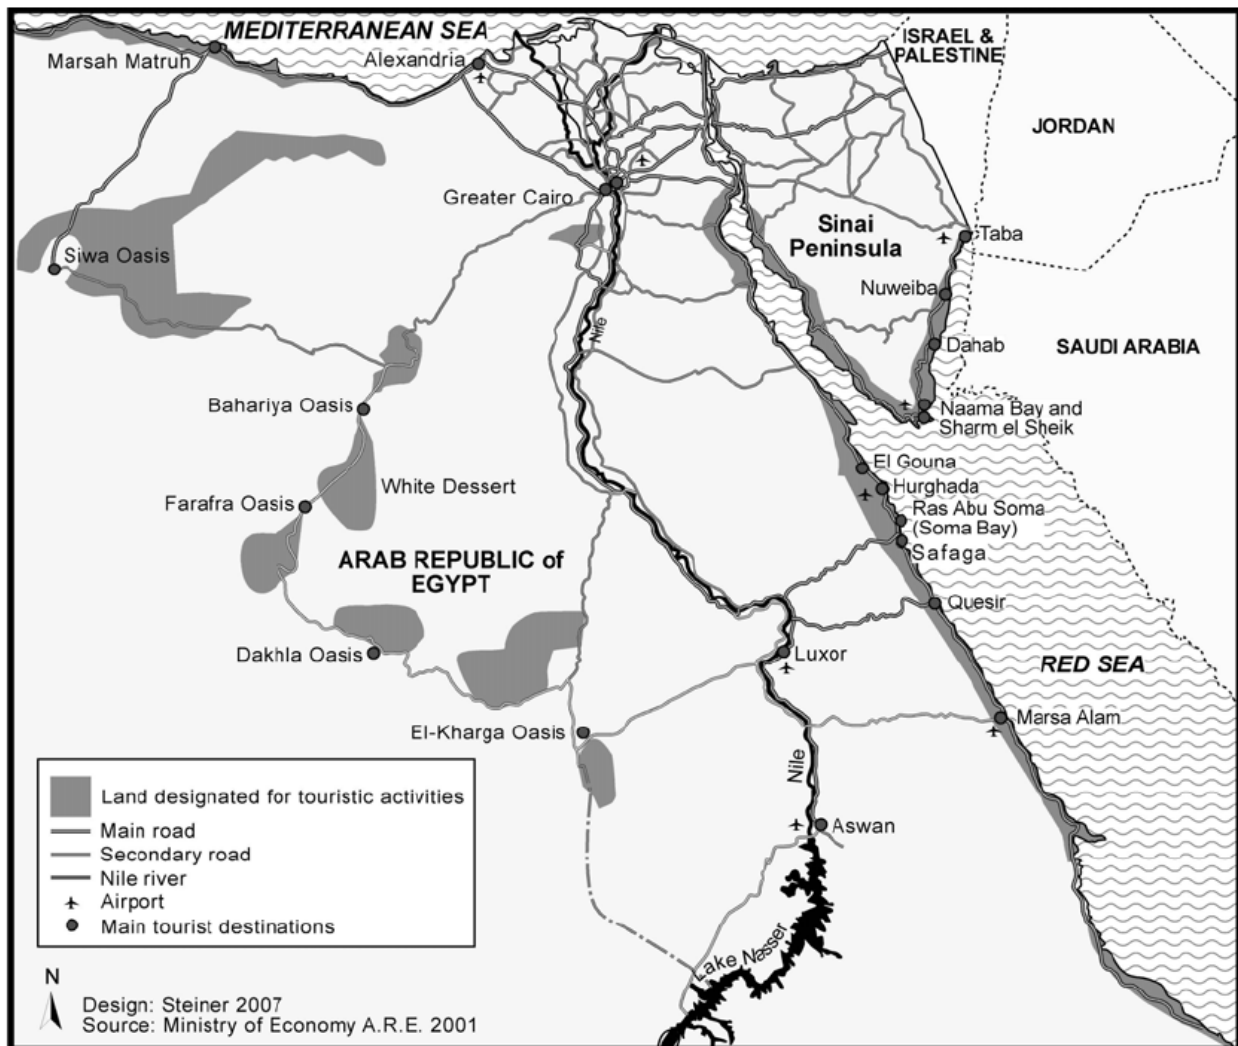 MEDITERRANEAN SEA
ISRAEL &
PALESTINE
Marsah Matruh
Alexandria
JORDAN
Greater Cairo
Sinai
Peninsula
Taba
Siwa Oasis
Nuweiba
Nile
Dahab
SAUDI ARABIA
Bahariya Oasis
Naama Bay and
Sharm el Sheik
El Gouna
White Dessert
Hurghada
Farafra Oasis
Ras Abu Soma
(Soma Bay)
Safaga
ARAB REPUBLIC of
EGYPT
Quesir
Dakhla Oasis
Luxor
RED SEA
Marsa Alam
El-Kharga Oasis
Nile
Aswan
Lake Nasser
Land designated for touristic activities
Main road
Secondary road
Nile river
Airport
Main tourist destinations
N
Design: Steiner 2007
Source: Ministry of Economy A.R.E. 2001